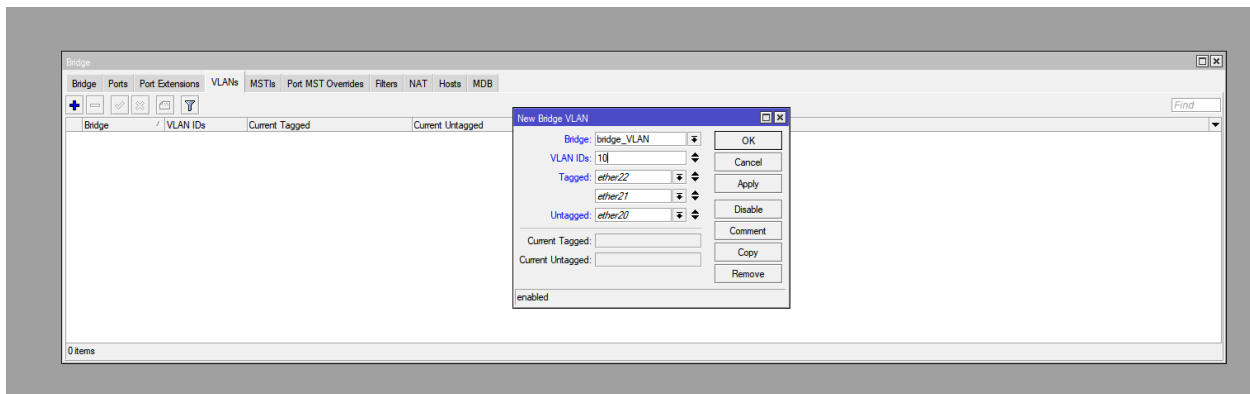 Bridge
Bridge Ports Port Extensions VLANs MSTIs Port MST Overrides Filters NAT Hosts MDB
Find
Bridge VLAN IDs Current Tagged Current Untagged
New Bridge VLAN
Bridge: bridge_VLAN OK
VLAN IDs: 10 Cancel
Tagged: ether22 Apply
ether21
Untagged: ether20 Disable
Comment
Current Tagged:
Copy
Current Untagged:
Remove
enabled
0 items